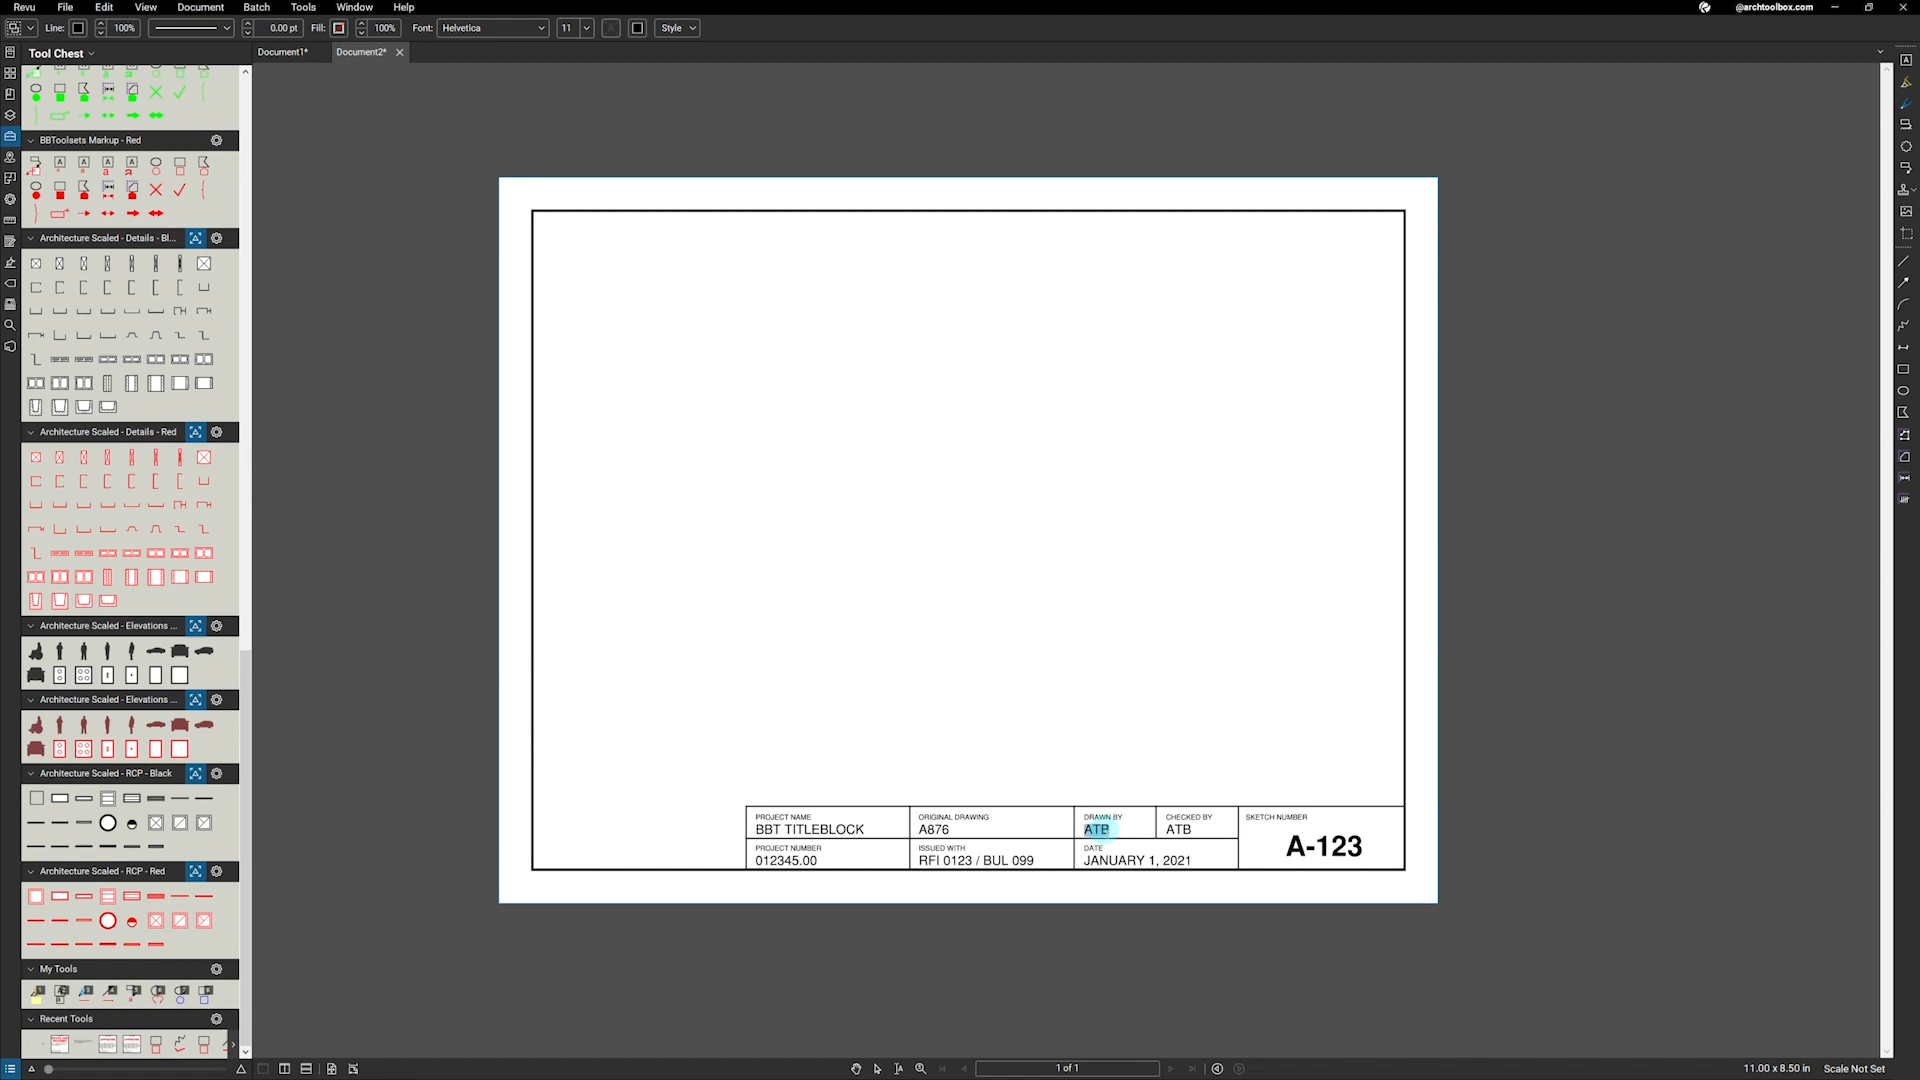 Revu File Edit View Document Batch Tools Window Help
@archtoolbox.com
Line: 100% 0.00 pt Fill: 100% Font: Helvetica 11 Style
Tool Chest
Document1* Document2*
BBToolsets Markup - Red
Architecture Scaled - Details - Bl...
Architecture Scaled - Details - Red
Architecture Scaled - Elevations ...
Architecture Scaled - Elevations ...
Architecture Scaled - RCP - Black
Architecture Scaled - RCP - Red
My Tools
Recent Tools
PROJECT NAME
BBT TITLEBLOCK
ORIGINAL DRAWING
A876
DRAWN BY
ATB
CHECKED BY
ATB
SKETCH NUMBER
A-123
PROJECT NUMBER
012345.00
ISSUED WITH
RFI 0123 / BUL 099
DATE
JANUARY 1, 2021
1 of 1
11.00 x 8.50 in Scale Not Set